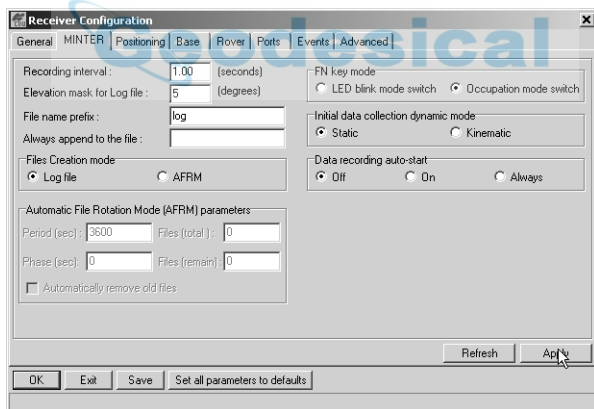 Receiver Configuration
Geodesical
General MINTER Positioning Base Rover Ports Events Advanced
Recording interval : 1.00 (seconds)
Elevation mask for Log file : 5 (degrees)
File name prefix : log
Always append to the file :
Files Creation mode
Log file AFRM
Automatic File Rotation Mode (AFRM) parameters
Period (sec) : 3600 Files (total ) : 0
Phase (sec): 0 Files (remain) : 0
Automatically remove old files
FN key mode
LED blink mode switch Occupation mode switch
Initial data collection dynamic mode
Static Kinematic
Data recording auto-start
Off On Always
Refresh Apply
OK Exit Save Set all parameters to defaults